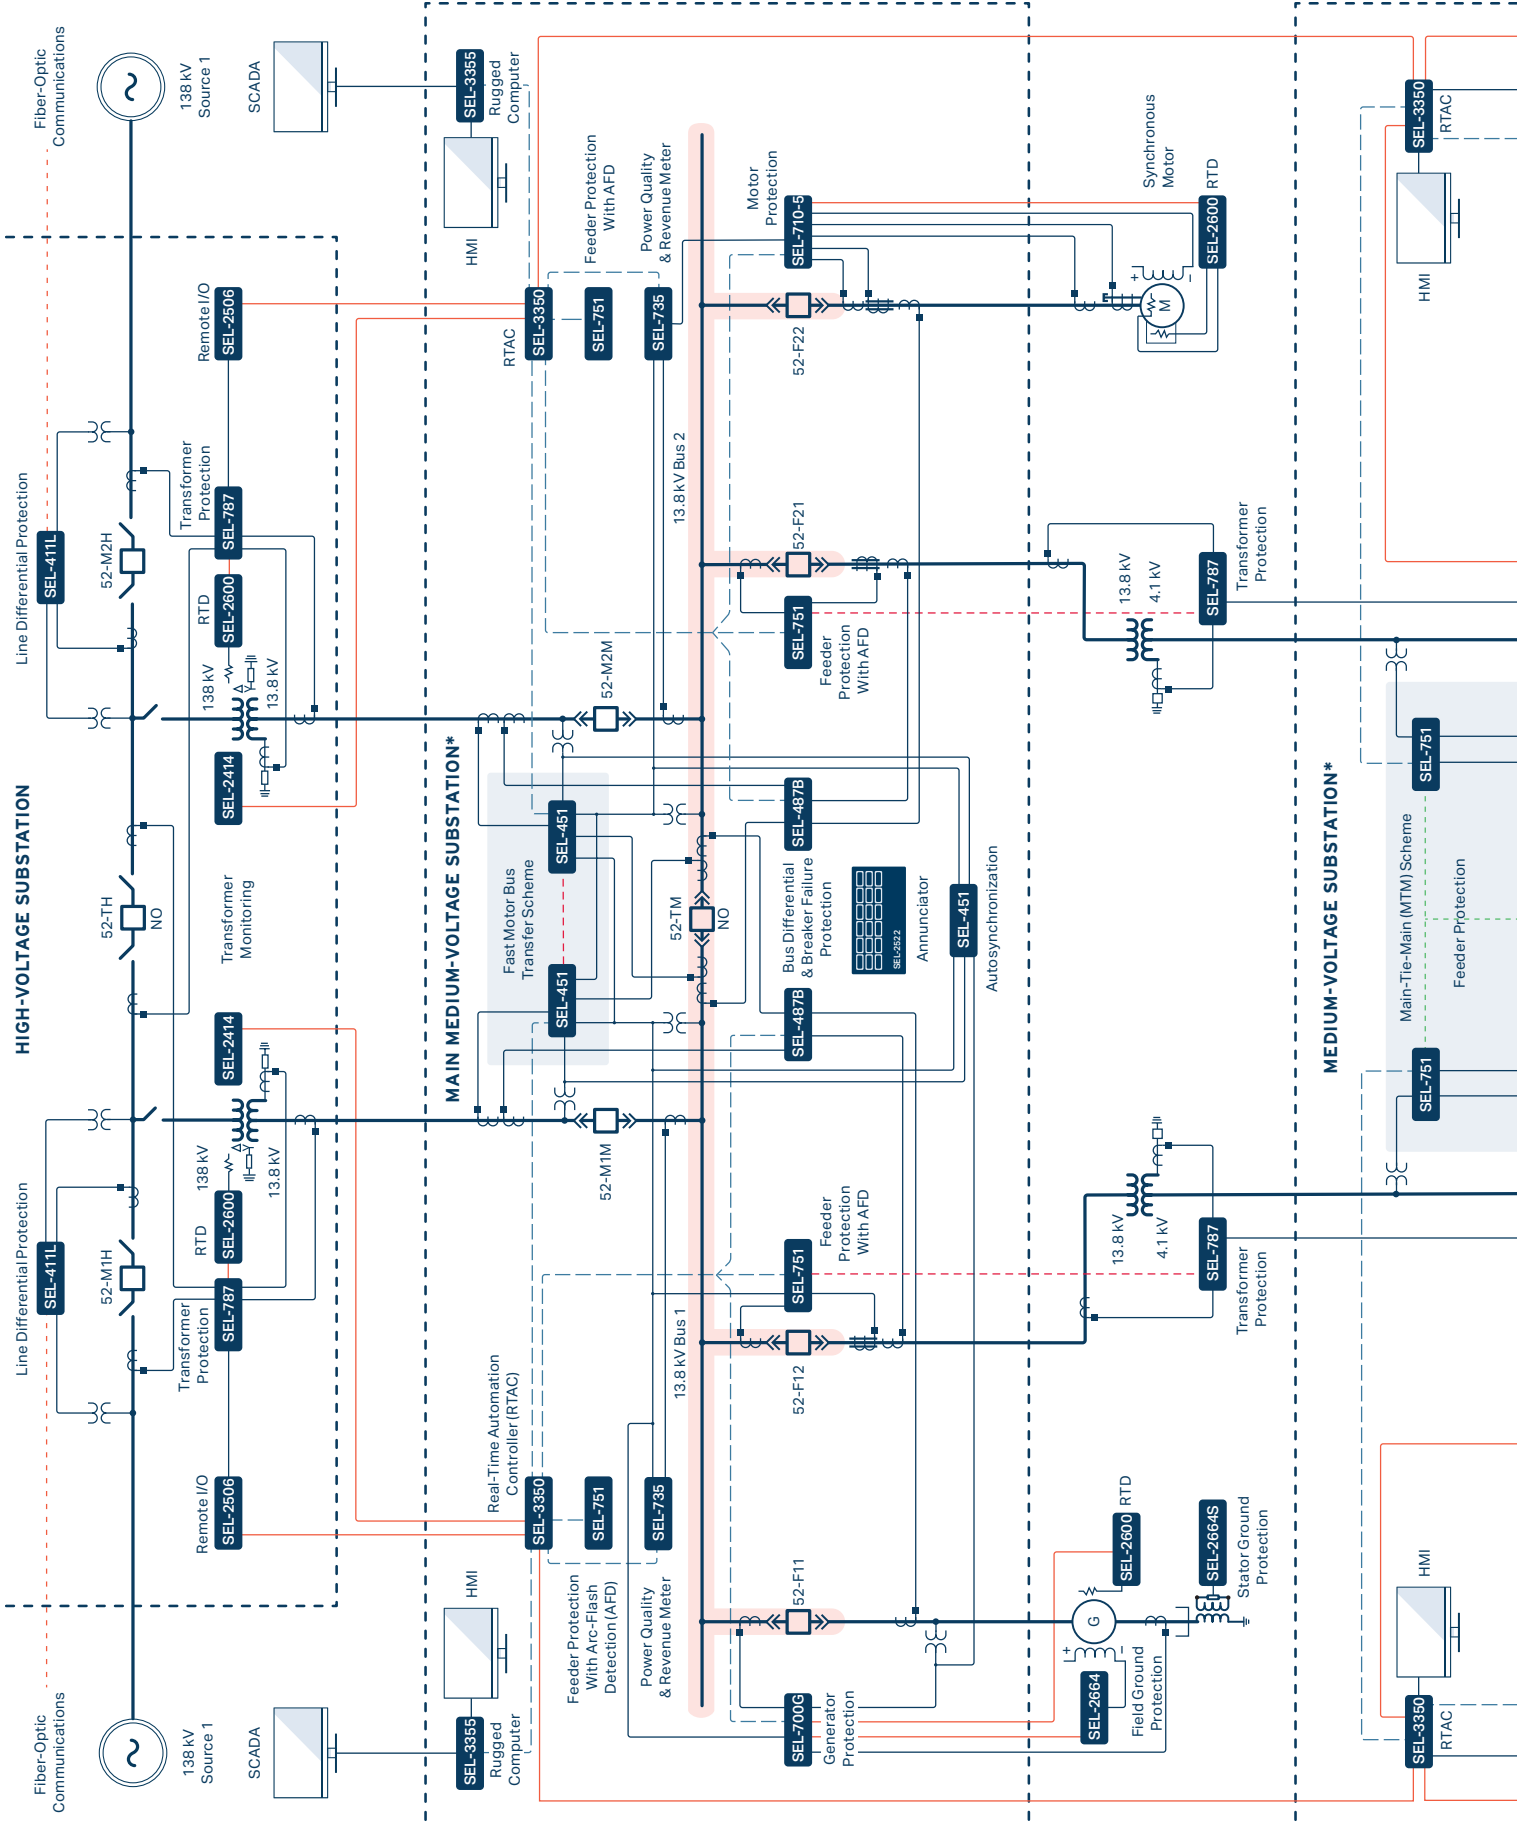 HIGH-VOLTAGE SUBSTATION
Fiber-Optic
Communications
Line Differential Protection
SEL-411L
Line Differential Protection
SEL-411L
Fiber-Optic
Communications
52-M1H
52-TH
NO
52-M2H
138 kV
Source 1
Transformer
Protection
SEL-787
Transformer
Protection
SEL-787
138 kV
Source 1
Remote I/O
SEL-2506
RTD
SEL-2600
138 kV
Δ
Y
13.8 kV
SEL-2414
Transformer
Monitoring
SEL-2414
138 kV
Δ
Y
13.8 kV
RTD
SEL-2600
Remote I/O
SEL-2506
SCADA
SCADA
MAIN MEDIUM-VOLTAGE SUBSTATION*
SEL-3355
Rugged
Computer
HMI
Real-Time Automation
Controller (RTAC)
SEL-3350
Fast Motor Bus
Transfer Scheme
SEL-451
SEL-451
HMI
SEL-3355
Rugged
Computer
RTAC
SEL-3350
Feeder Protection
With Arc-Flash
Detection (AFD)
SEL-751
52-M1M
52-M2M
SEL-751
Feeder Protection
With AFD
Power Quality
& Revenue Meter
SEL-735
SEL-735
Power Quality
& Revenue Meter
13.8 kV Bus 1
52-TM
NO
13.8 kV Bus 2
SEL-700G
Generator
Protection
52-F11
52-F12
SEL-751
Feeder
Protection
With AFD
SEL-487B
Bus Differential
& Breaker Failure
Protection
SEL-487B
SEL-751
Feeder
Protection
With AFD
52-F21
52-F22
Motor
Protection
SEL-710-5
SEL-2522
Annunciator
SEL-451
Autosynchronization
SEL-2664
Field Ground
Protection
+
–
G
SEL-2600
RTD
SEL-2664S
Stator Ground
Protection
13.8 kV
4.1 kV
SEL-787
Transformer
Protection
13.8 kV
4.1 kV
SEL-787
Transformer
Protection
+
–
M
Synchronous
Motor
SEL-2600
RTD
MEDIUM-VOLTAGE SUBSTATION*
SEL-3350
RTAC
HMI
SEL-751
Main-Tie-Main (MTM) Scheme
SEL-751
Feeder Protection
HMI
SEL-3350
RTAC